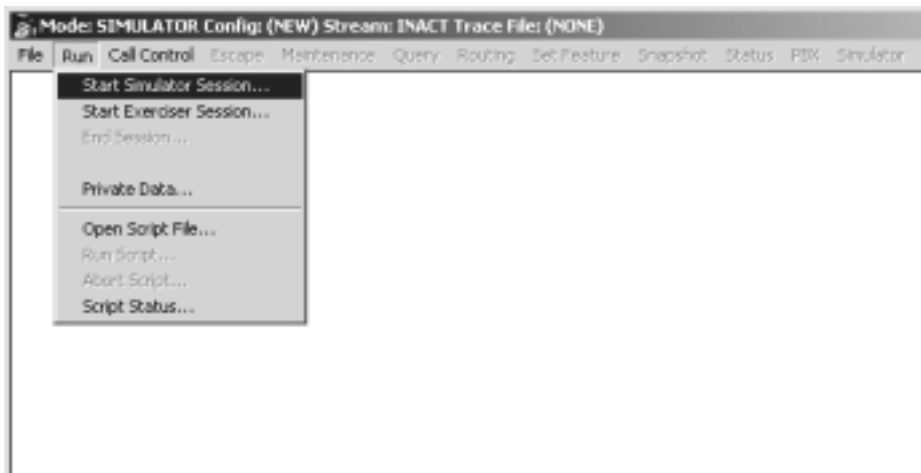 Mode: SIMULATOR Config: (NEW) Stream: INACT Trace File: (NONE)
File Run Call Control Escape Maintenance Query Routing Set Feature Snapshot Status PBX Simulator
Start Simulator Session...
Start Exerciser Session...
End Session...
Private Data...
Open Script File...
Run Script...
Abort Script...
Script Status...